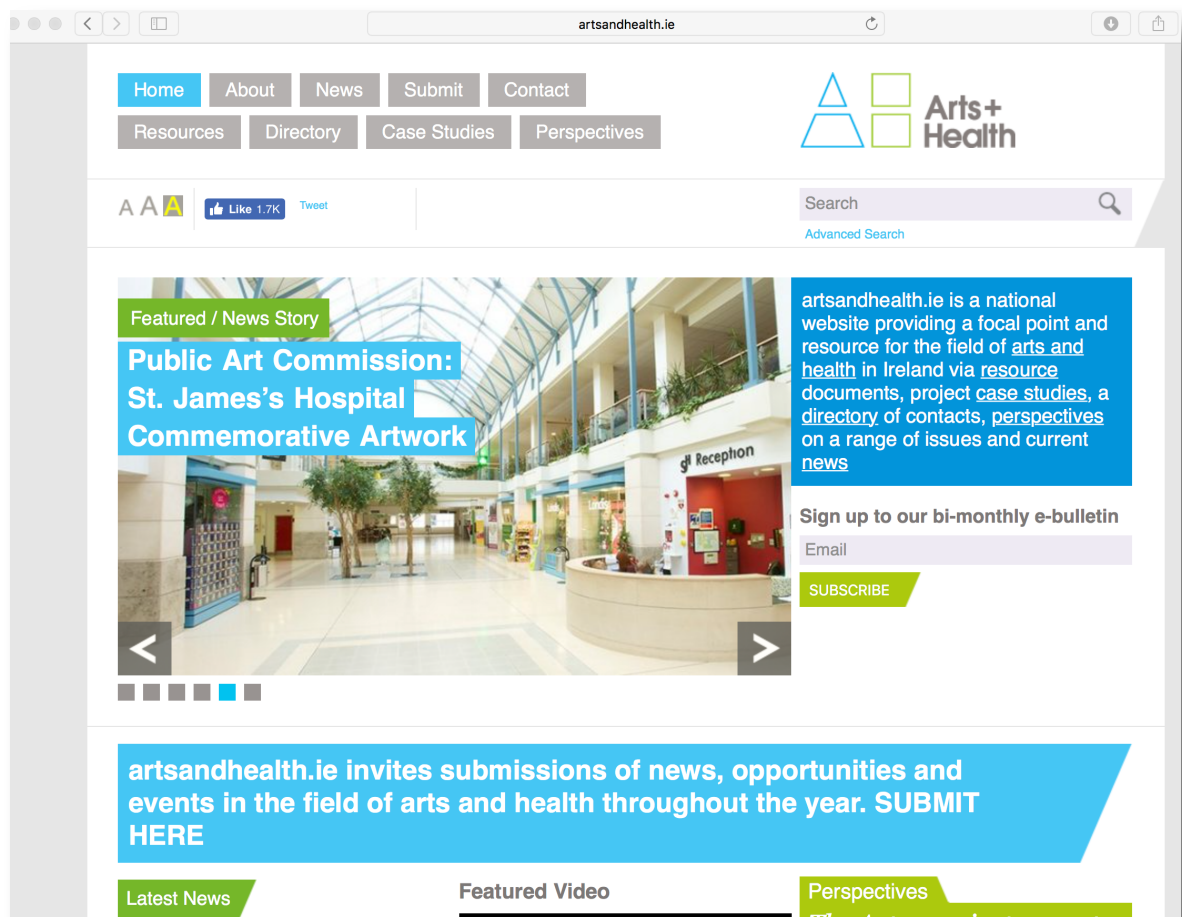 artsandhealth.ie
Home About News Submit Contact
Resources Directory Case Studies Perspectives
Arts+
Health
A A A
Like 1.7K Tweet
Search
Advanced Search
Featured / News Story
Public Art Commission:
St. James's Hospital
Commemorative Artwork
Reception
artsandhealth.ie is a national
website providing a focal point and
resource for the field of arts and
health in Ireland via resource
documents, project case studies, a
directory of contacts, perspectives
on a range of issues and current
news
Sign up to our bi-monthly e-bulletin
Email
SUBSCRIBE
< >
artsandhealth.ie invites submissions of news, opportunities and
events in the field of arts and health throughout the year. SUBMIT
HERE
Latest News
Featured Video
Perspectives